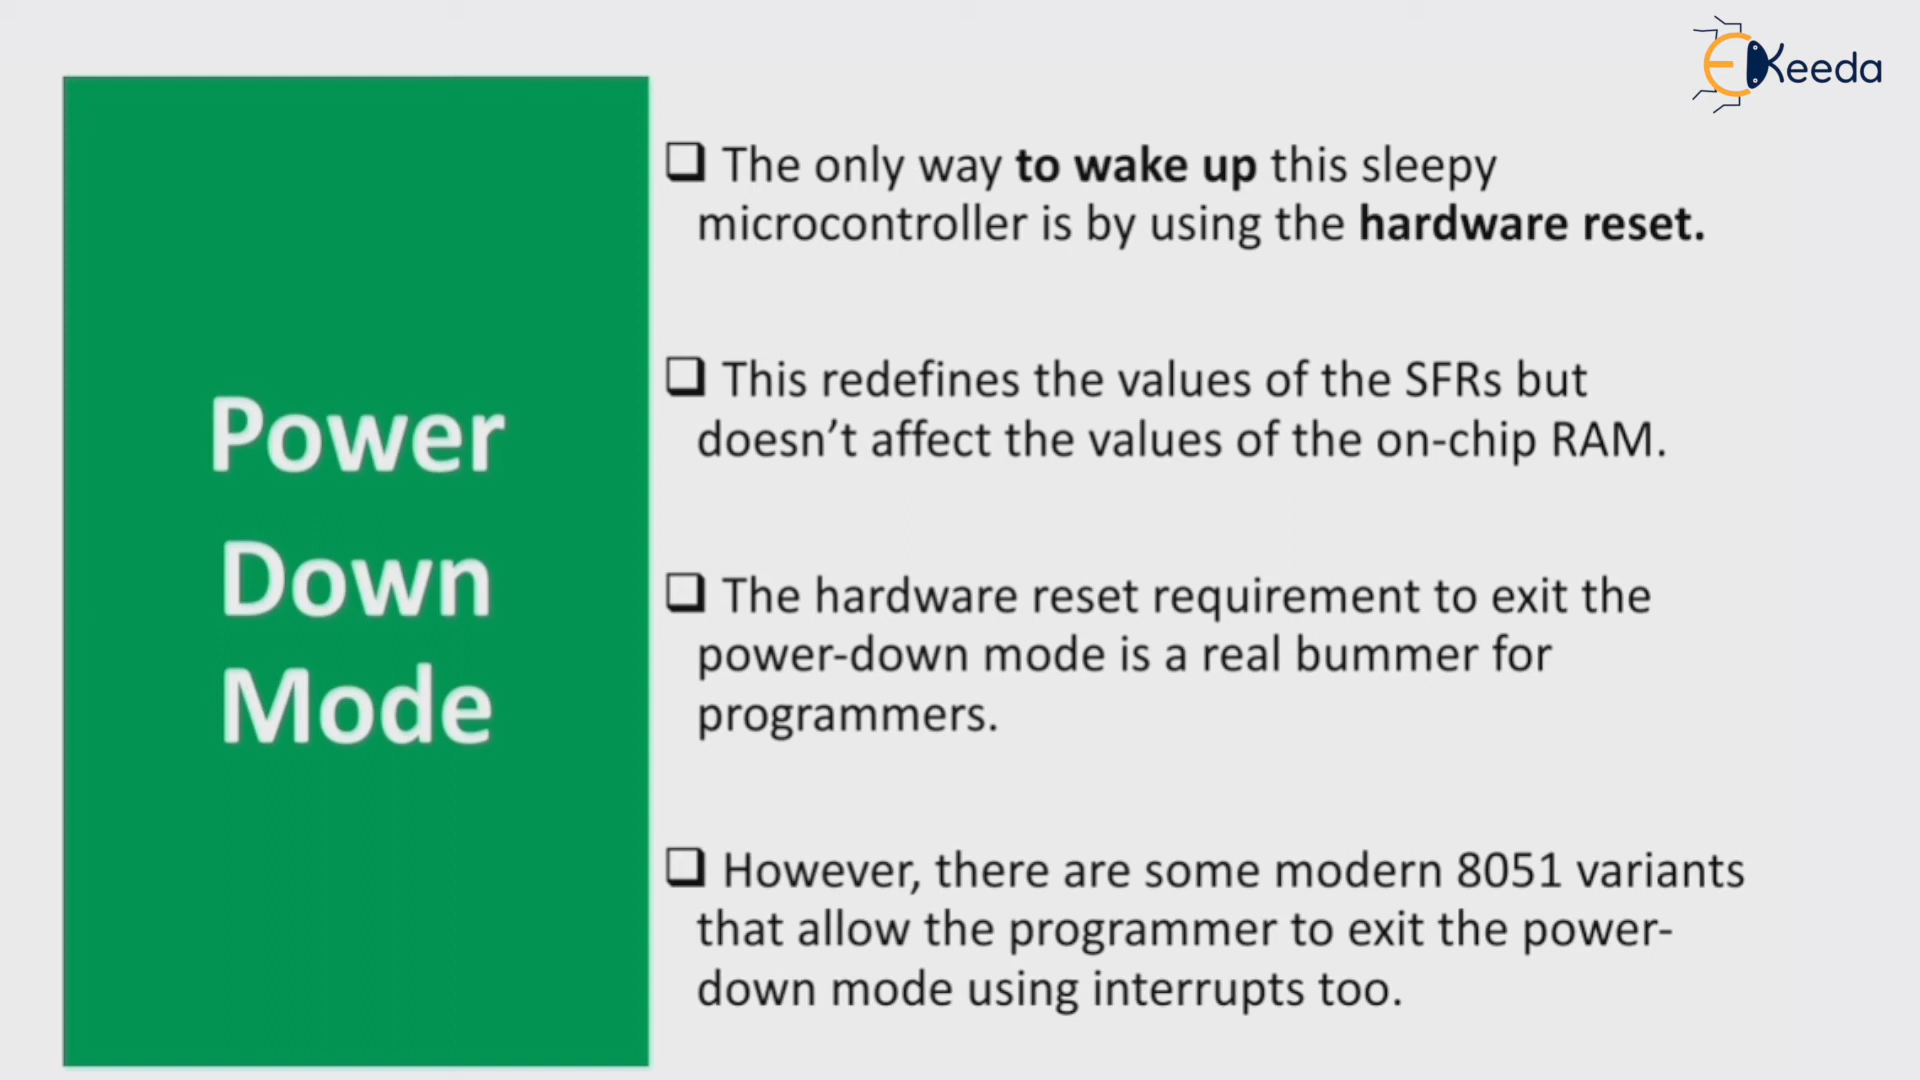 EKeeda
Power
Down
Mode
❑ The only way to wake up this sleepy
microcontroller is by using the hardware reset.
❑ This redefines the values of the SFRs but
doesn’t affect the values of the on-chip RAM.
❑ The hardware reset requirement to exit the
power-down mode is a real bummer for
programmers.
❑ However, there are some modern 8051 variants
that allow the programmer to exit the power-
down mode using interrupts too.